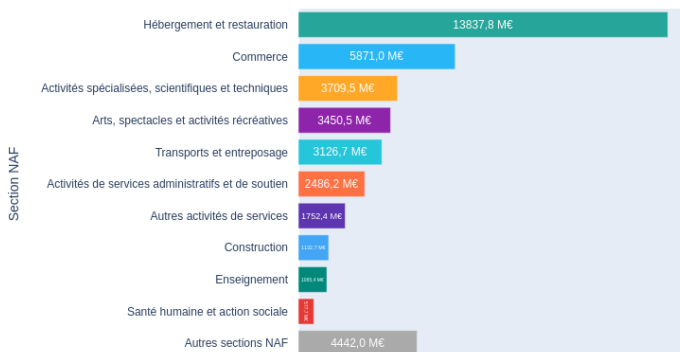 Section NAF
Hébergement et restauration 13837,8 M€
Commerce 5871,0 M€
Activités spécialisées, scientifiques et techniques 3709,5 M€
Arts, spectacles et activités récréatives 3450,5 M€
Transports et entreposage 3126,7 M€
Activités de services administratifs et de soutien 2486,2 M€
Autres activités de services 1752,4 M€
Construction M€
Enseignement M€
Santé humaine et action sociale M€
Autres sections NAF 4442,0 M€